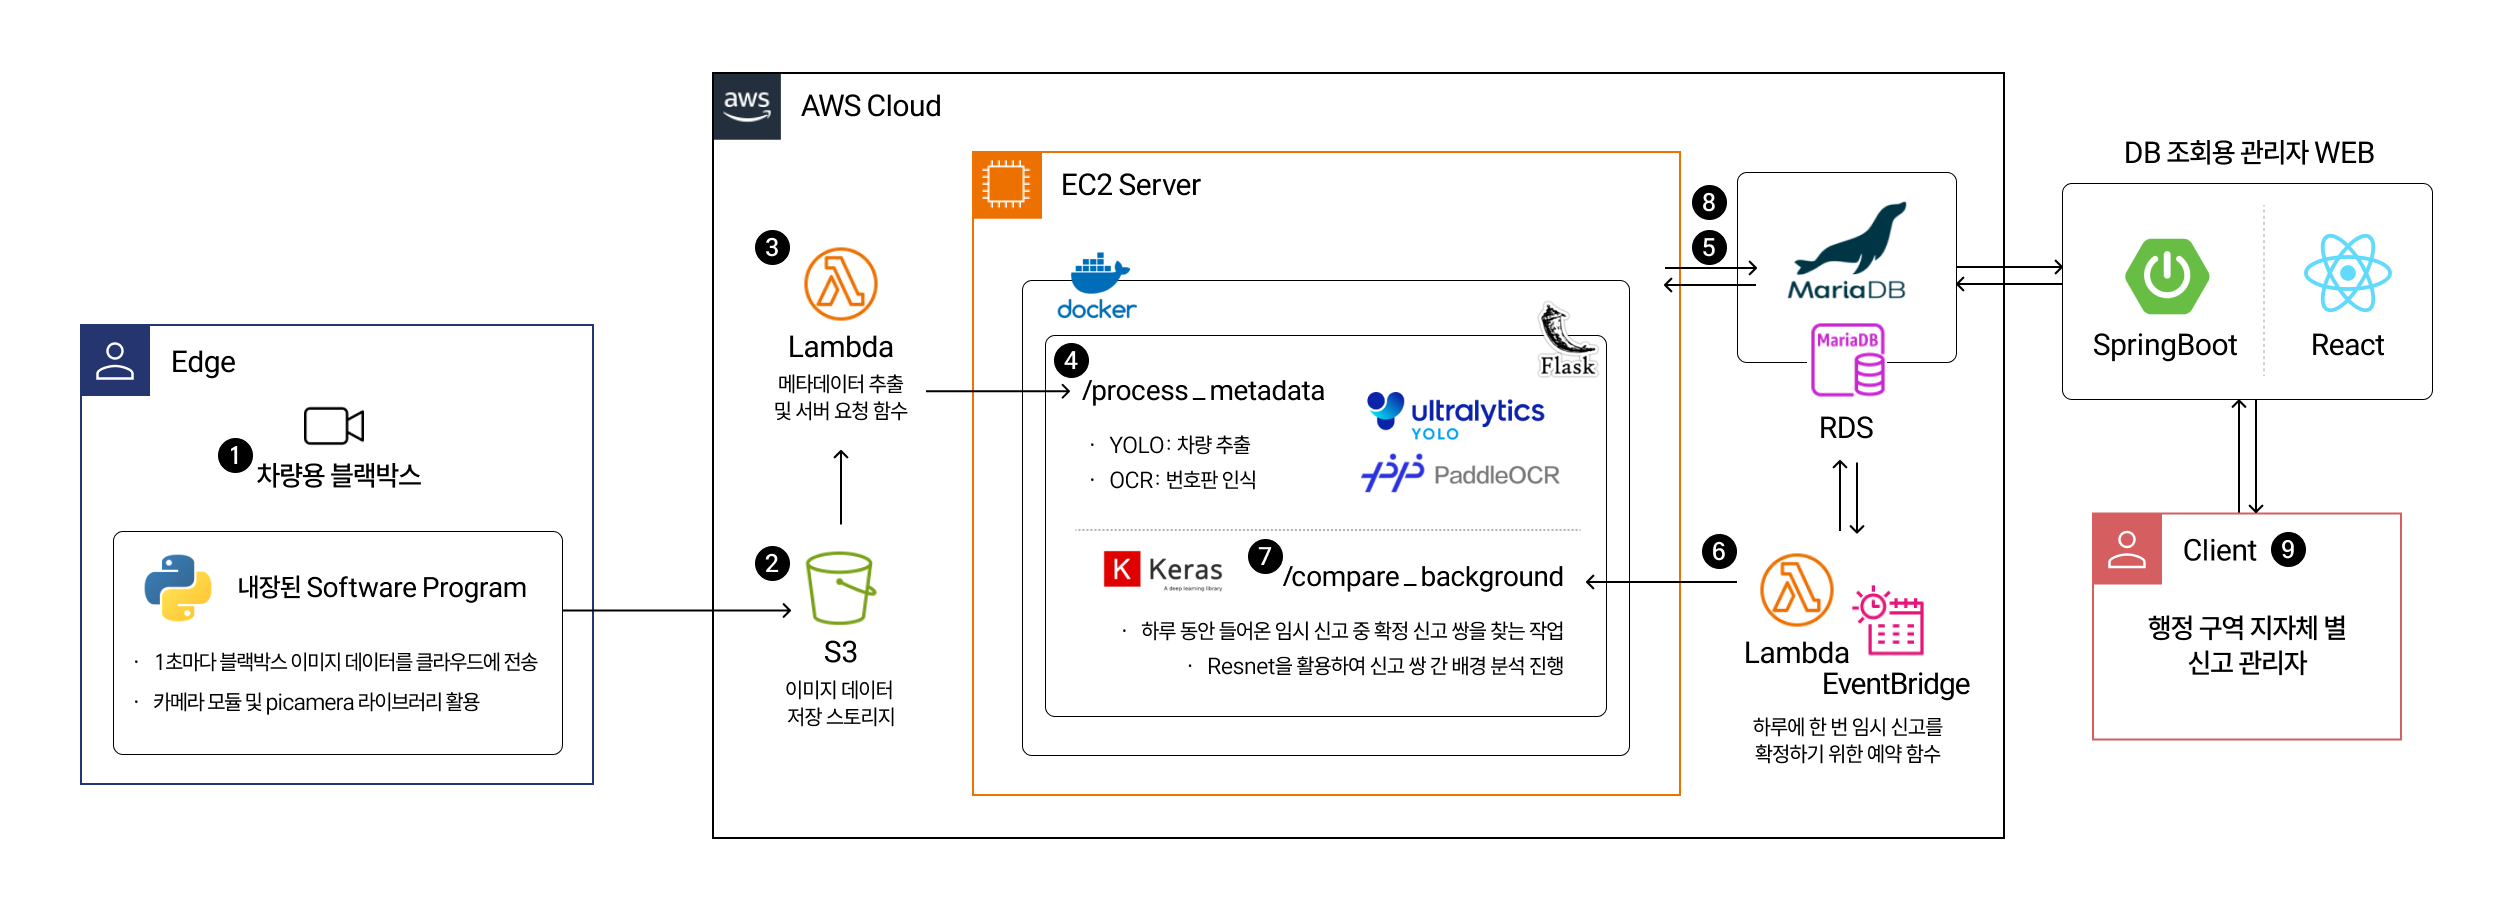 aws
AWS Cloud
EC2 Server
docker
Flask
Edge
1
차량용 블랙박스
내장된 Software Program
· 1초마다 블랙박스 이미지 데이터를 클라우드에 전송
· 카메라 모듈 및 picamera 라이브러리 활용
2
S3
이미지 데이터
저장 스토리지
3
Lambda
메타데이터 추출
및 서버 요청 함수
4
/process_metadata
· YOLO: 차량 추출
· OCR: 번호판 인식
ultralytics
YOLO
PaddleOCR
K Keras
A deep learning library
7
/compare_background
· 하루 동안 들어온 임시 신고 중 확정 신고 쌍을 찾는 작업
· Resnet을 활용하여 신고 쌍 간 배경 분석 진행
8
5
MariaDB
MariaDB
RDS
6
Lambda
EventBridge
하루에 한 번 임시 신고를
확정하기 위한 예약 함수
DB 조회용 관리자 WEB
SpringBoot
React
Client 9
행정 구역 지자체 별
신고 관리자